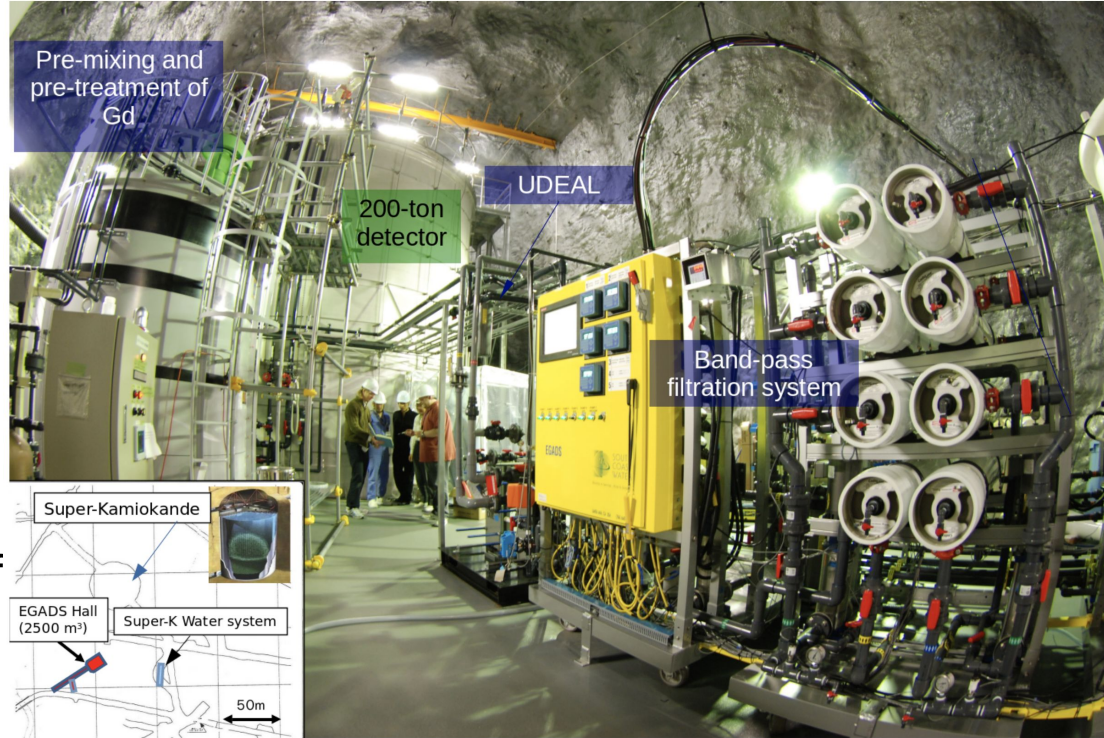 Pre-mixing and
pre-treatment of
Gd
UDEAL
200-ton
detector
Band-pass
filtration system
EGADS
Super-Kamiokande
EGADS Hall
(2500 m³)
Super-K Water system
50m